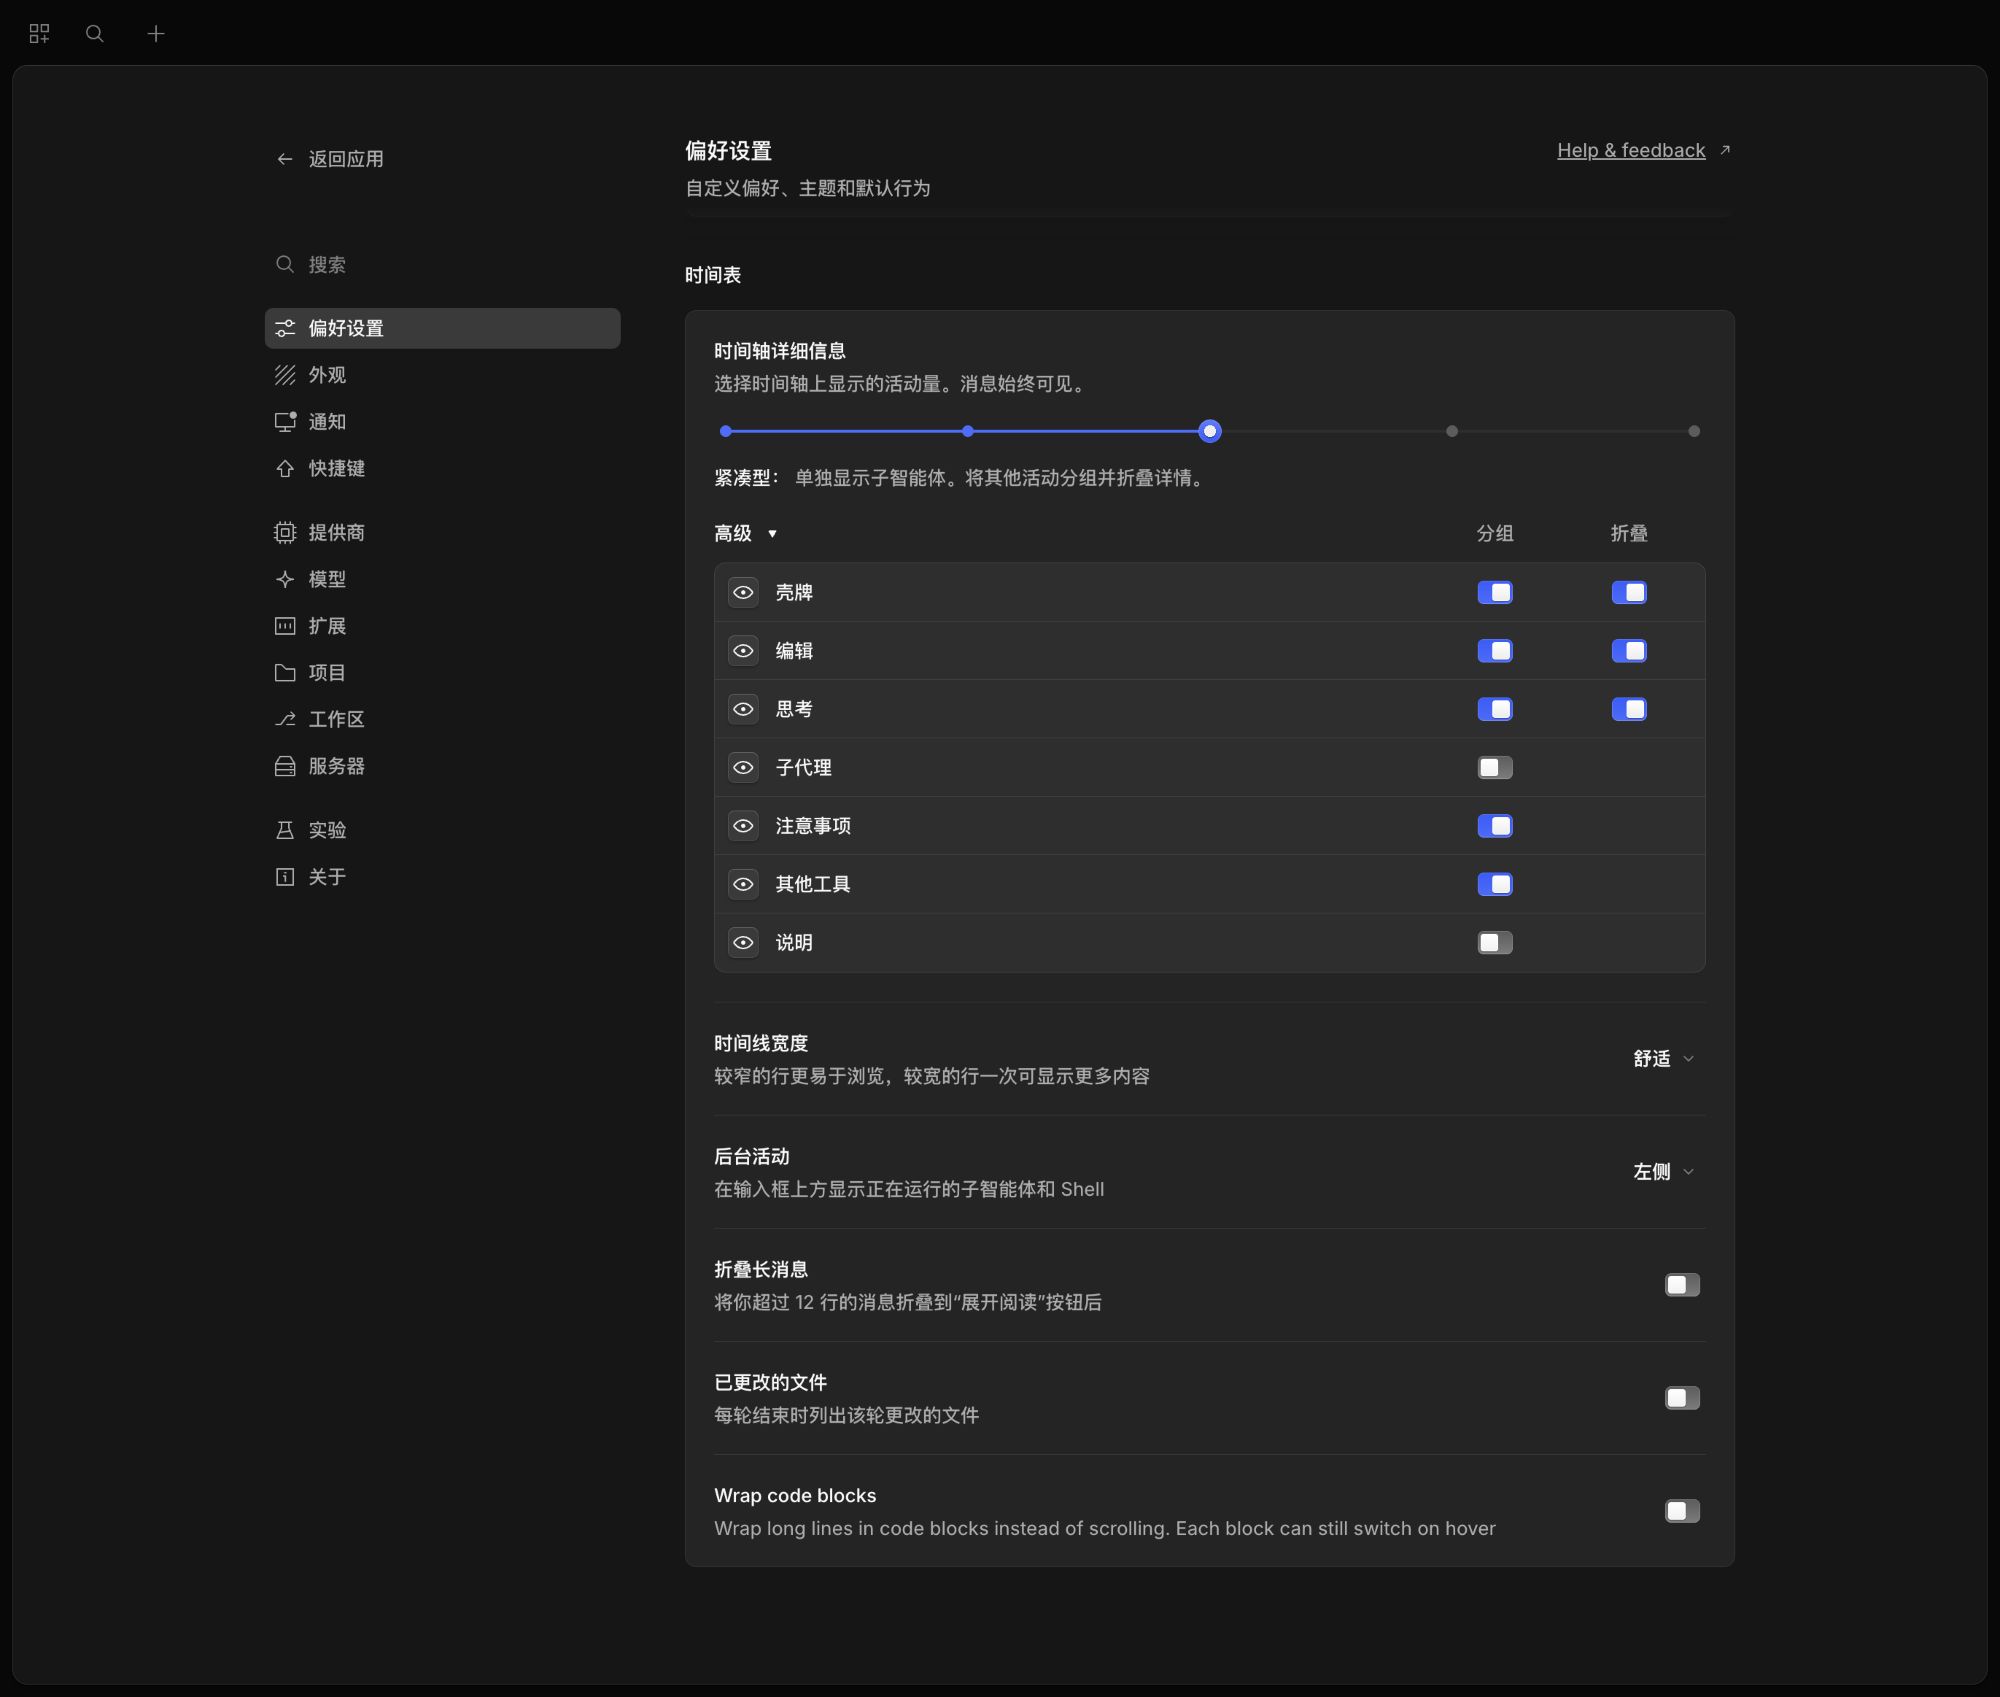 返回应用
搜索
偏好设置
外观
通知
快捷键
提供商
模型
扩展
项目
工作区
服务器
实验
关于
偏好设置
Help & feedback
自定义偏好、主题和默认行为
时间表
时间轴详细信息
选择时间轴上显示的活动量。消息始终可见。
紧凑型： 单独显示子智能体。将其他活动分组并折叠详情。
高级 分组 折叠
壳牌
编辑
思考
子代理
注意事项
其他工具
说明
时间线宽度
较窄的行更易于浏览，较宽的行一次可显示更多内容
舒适
后台活动
在输入框上方显示正在运行的子智能体和 Shell
左侧
折叠长消息
将你超过 12 行的消息折叠到“展开阅读”按钮后
已更改的文件
每轮结束时列出该轮更改的文件
Wrap code blocks
Wrap long lines in code blocks instead of scrolling. Each block can still switch on hover